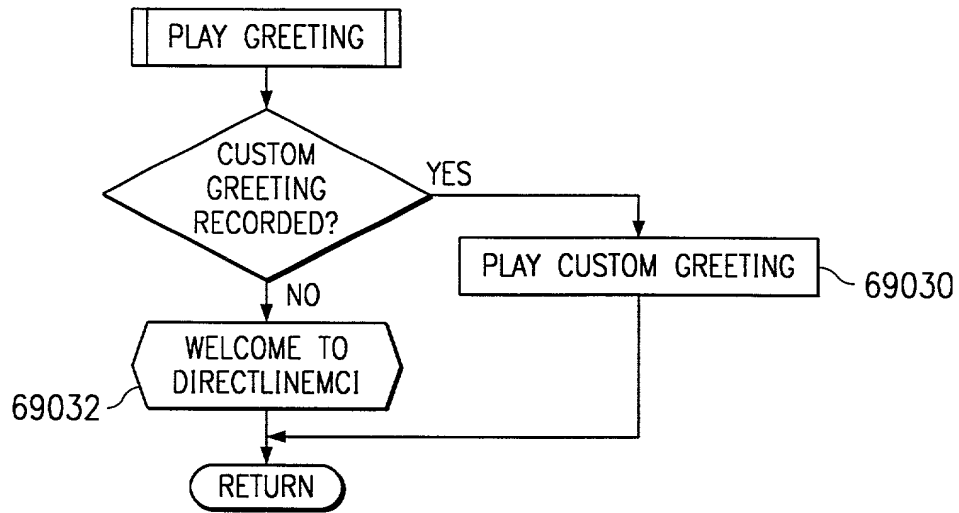 PLAY GREETING
CUSTOM
GREETING
RECORDED?
YES
PLAY CUSTOM GREETING
69030
NO
WELCOME TO
DIRECTLINEMCI
69032
RETURN